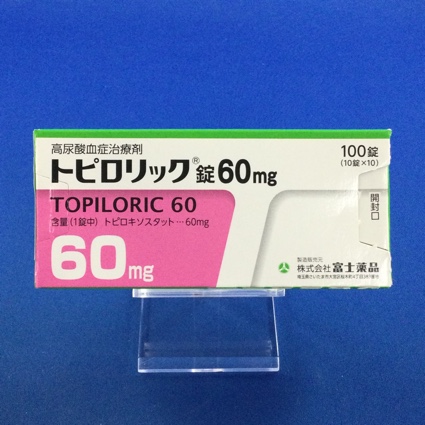 高尿酸血症治療剤
トピロリック®錠60mg
100錠
(10錠×10)
TOPILORIC 60
含量(1錠中) トピロキソスタット…60mg
開封口
60mg
製造販売元
株式会社 富士薬品